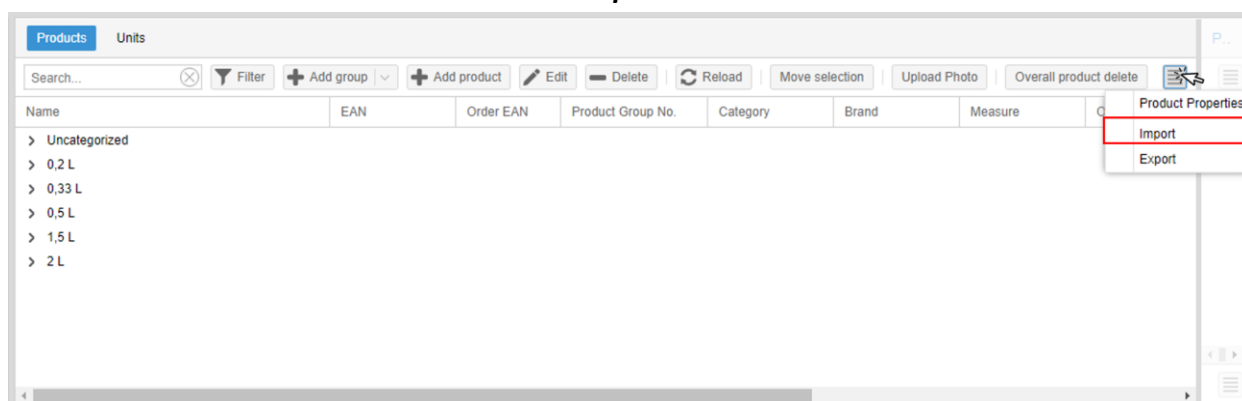 Products Units
P..
Search... Filter Add group Add product Edit Delete Reload Move selection Upload Photo Overall product delete
Name EAN Order EAN Product Group No. Category Brand Measure
Product Properties
Import
Export
Uncategorized
0,2 L
0,33 L
0,5 L
1,5 L
2 L